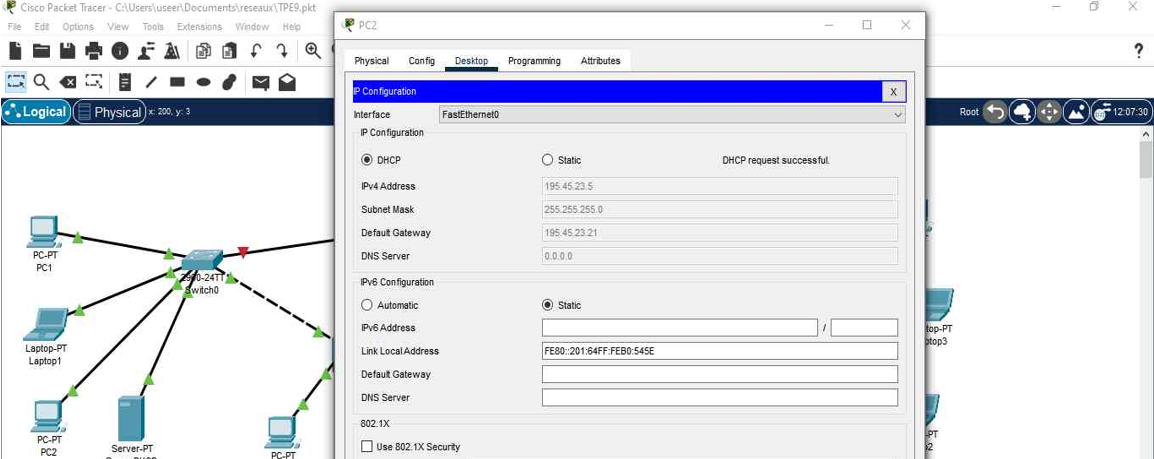 Cisco Packet Tracer - C:\Users\useer\Documents\reseaux\TPE9.pkt
File Edit Options View Tools Extensions Window Help
?
Logical Physical x: 200, y: 3
Root 12:07:30
PC2
Physical Config Desktop Programming Attributes
IP Configuration X
Interface FastEthernet0
IP Configuration
DHCP Static DHCP request successful.
IPv4 Address 195.45.23.5
Subnet Mask 255.255.255.0
Default Gateway 195.45.23.21
DNS Server 0.0.0.0
IPv6 Configuration
Automatic Static
IPv6 Address /
Link Local Address FE80::201:64FF:FEB0:545E
Default Gateway
DNS Server
802.1X
Use 802.1X Security
PC-PT
PC1
2960-24TT
Switch0
Laptop-PT
Laptop1
PC-PT
PC2
Server-PT
PC-PT
top-PT
ptop3
-PT